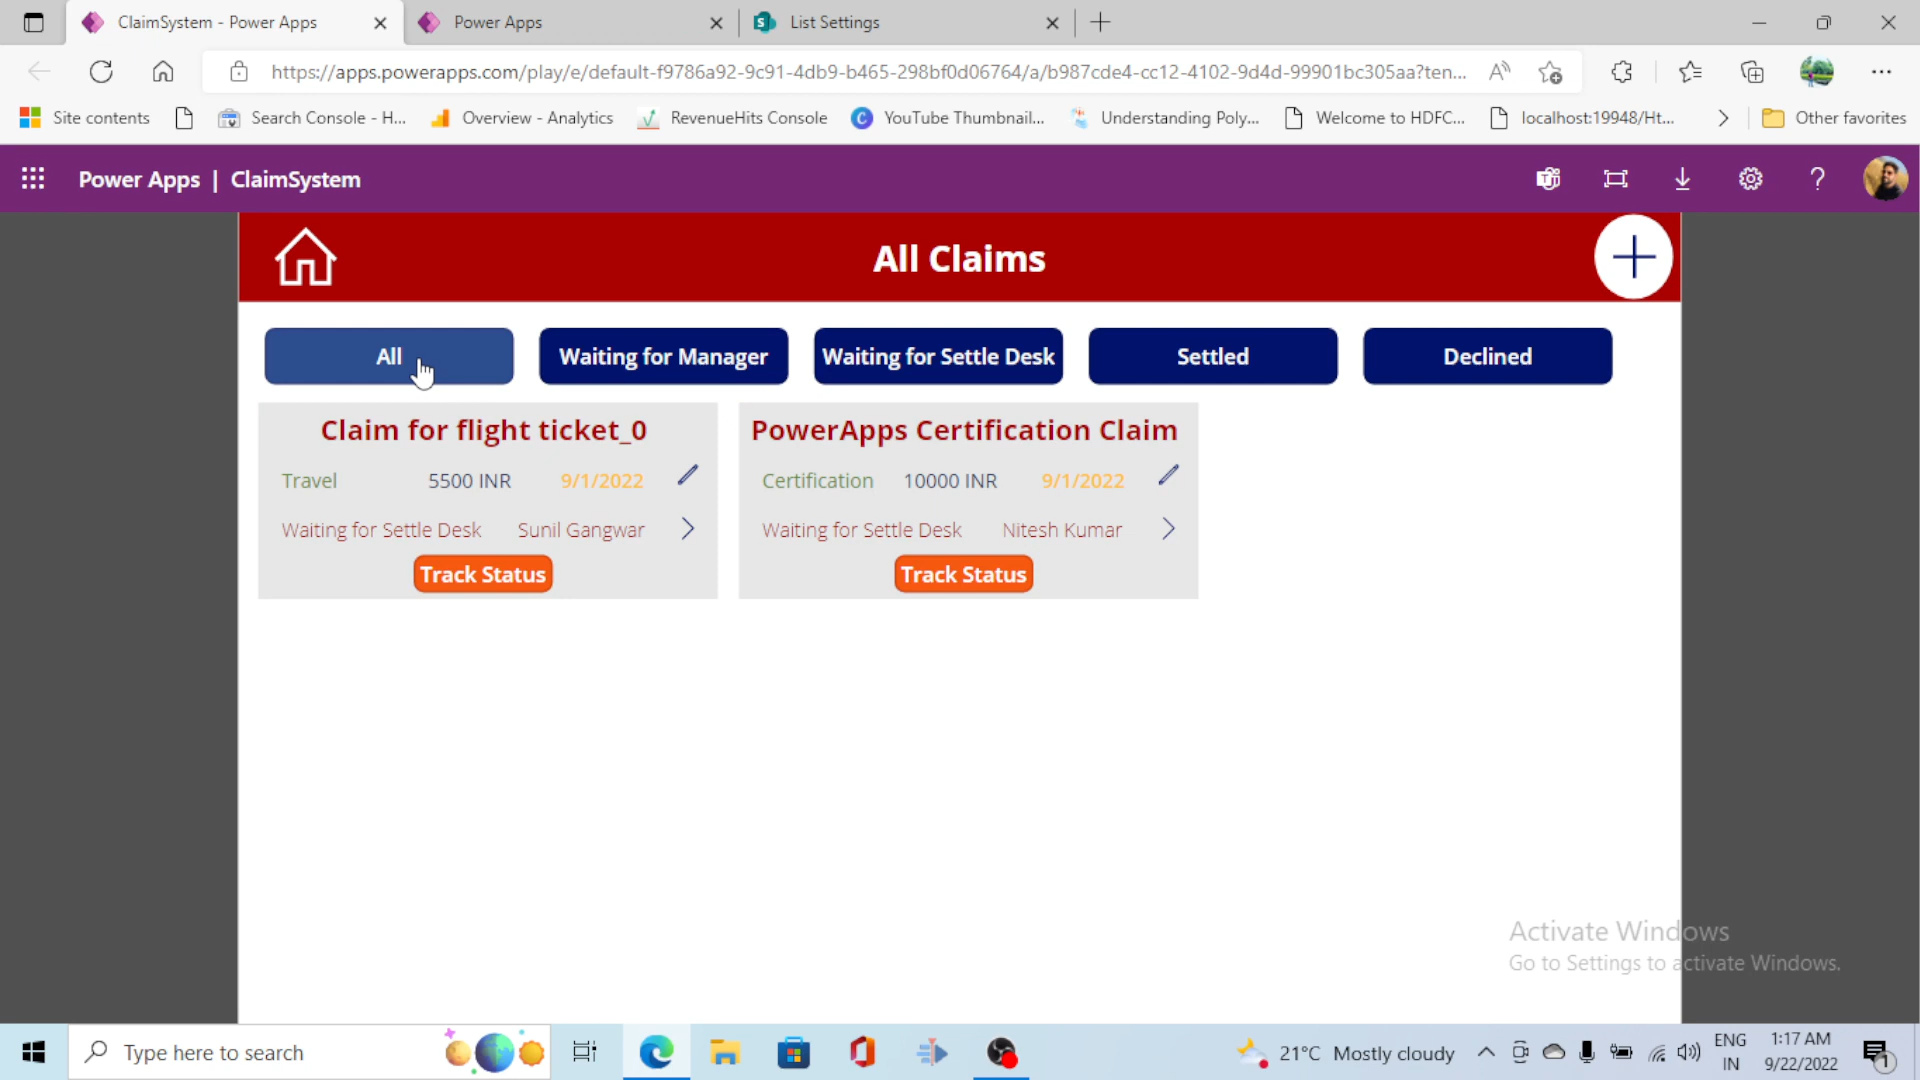 ClaimSystem - Power Apps
Power Apps
List Settings
https://apps.powerapps.com/play/e/default-f9786a92-9c91-4db9-b465-298bf0d06764/a/b987cde4-cc12-4102-9d4d-99901bc305aa?ten...
Site contents
Search Console - H...
Overview - Analytics
RevenueHits Console
YouTube Thumbnail...
Understanding Poly...
Welcome to HDFC...
localhost:19948/Ht...
Other favorites
Power Apps | ClaimSystem
All Claims
All
Waiting for Manager
Waiting for Settle Desk
Settled
Declined
Claim for flight ticket_0
Travel 5500 INR 9/1/2022
Waiting for Settle Desk Sunil Gangwar
Track Status
PowerApps Certification Claim
Certification 10000 INR 9/1/2022
Waiting for Settle Desk Nitesh Kumar
Track Status
Activate Windows
Go to Settings to activate Windows.
Type here to search
21°C Mostly cloudy
ENG
IN
1:17 AM
9/22/2022
1